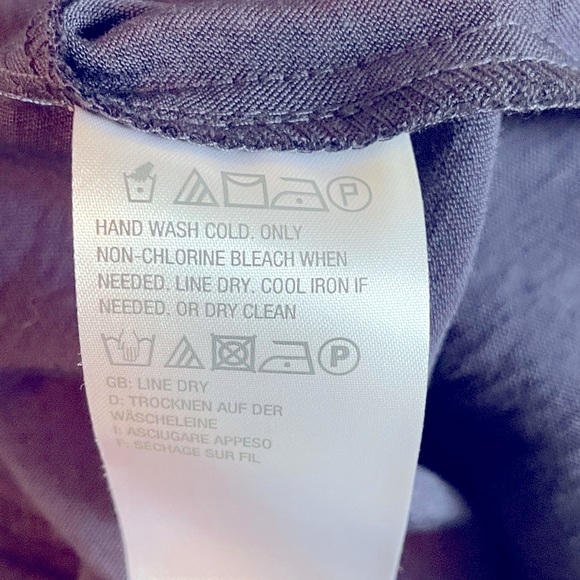 P
HAND WASH COLD. ONLY
NON-CHLORINE BLEACH WHEN
NEEDED. LINE DRY. COOL IRON IF
NEEDED. OR DRY CLEAN
P
GB: LINE DRY
D: TROCKNEN AUF DER
WÄSCHELEINE
I: ASCIUGARE APPESO
F: SÉCHAGE SUR FIL